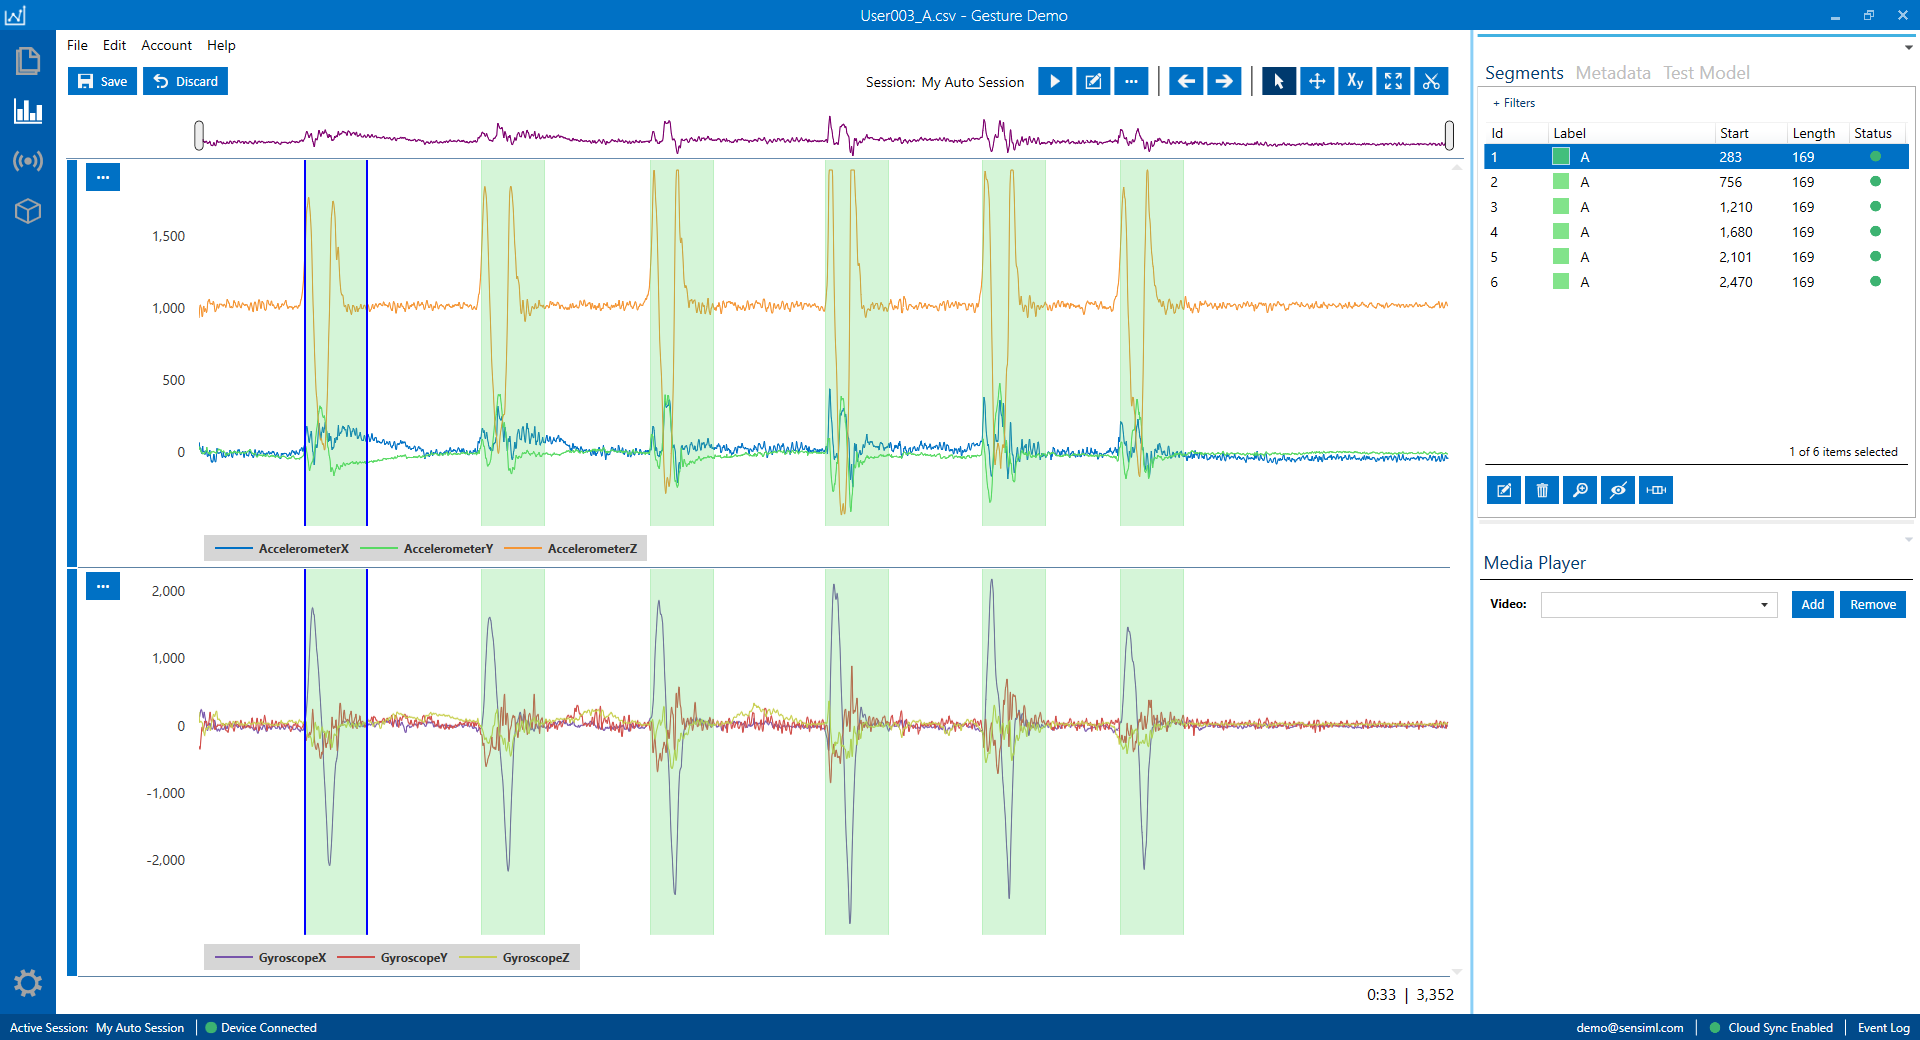 User003_A.csv - Gesture Demo
File Edit Account Help
Save Discard Session: My Auto Session Xy
Segments Metadata Test Model
+ Filters
Id Label Start Length Status
1 A 283 169
2 A 756 169
3 A 1,210 169
4 A 1,680 169
5 A 2,101 169
6 A 2,470 169
1 of 6 items selected
1,500
1,000
500
0
AccelerometerX AccelerometerY AccelerometerZ
Media Player
Video: Add Remove
2,000
1,000
0
-1,000
-2,000
GyroscopeX GyroscopeY GyroscopeZ
0:33 | 3,352
Active Session: My Auto Session Device Connected demo@sensiml.com Cloud Sync Enabled Event Log